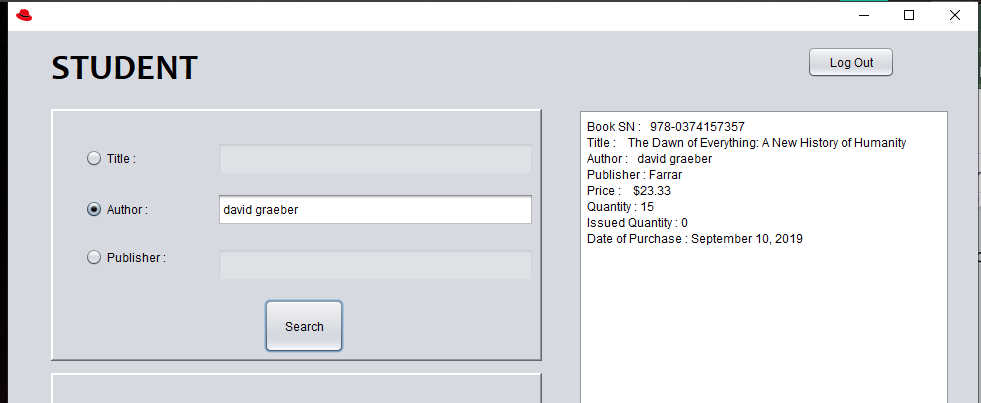 STUDENT
Log Out
Title :
Author : david graeber
Publisher :
Search
Book SN : 978-0374157357
Title : The Dawn of Everything: A New History of Humanity
Author : david graeber
Publisher : Farrar
Price : $23.33
Quantity : 15
Issued Quantity : 0
Date of Purchase : September 10, 2019